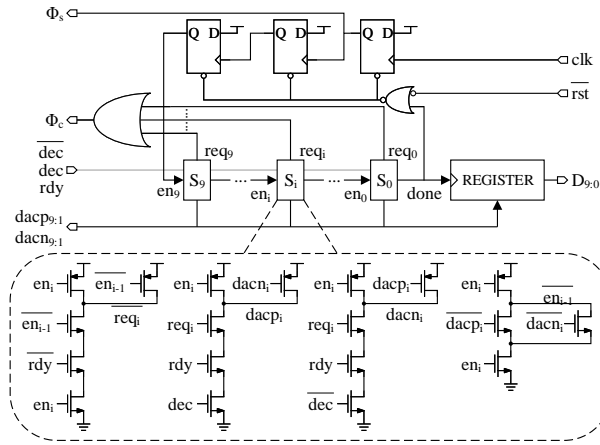 Φs
Q D Q D Q D
clk
rst
Φc
req9 reqi req0
dec
dec
rdy
S9 Si S0
REGISTER
D9:0
en9 ... eni ... en0 done
dacp9:1
dacn9:1
eni eni-1 eni dacni eni dacpi eni
eni-1
reqi dacpi dacni
eni-1 reqi reqi dacpi dacni
rdy rdy rdy
eni
eni dec dec